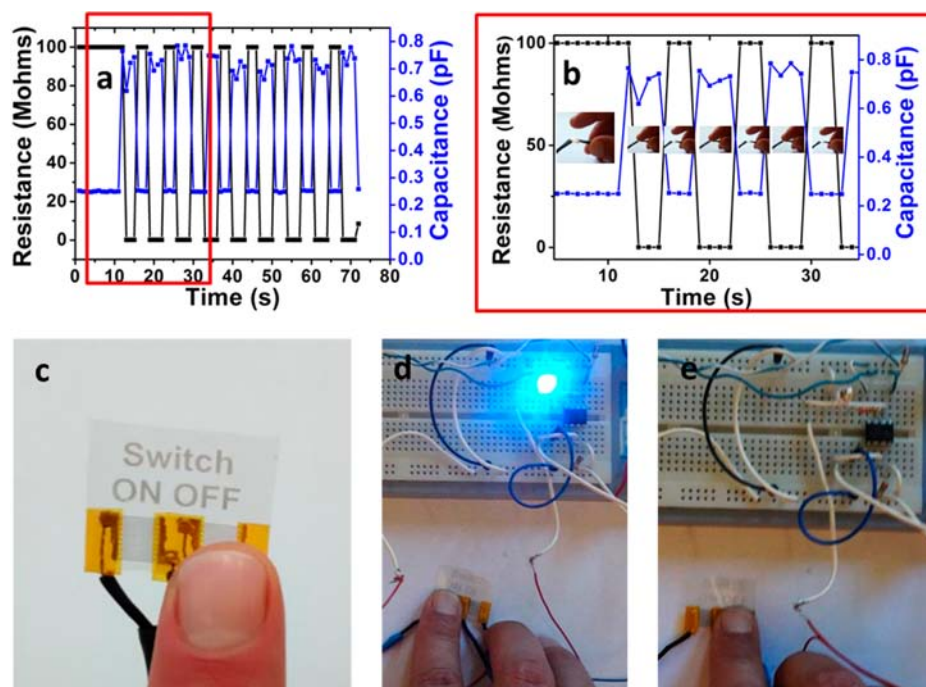 a
Resistance (Mohms)
100
80
60
40
20
0
0 10 20 30 40 50 60 70 80
Time (s)
0.8
0.7
0.6
0.5
0.4
0.3
0.2
0.1
0.0
Capacitance (pF)
b
Resistance (Mohms)
100
50
0
10 20 30
Time (s)
0.8
0.6
0.4
0.2
0.0
Capacitance (pF)
c
Switch
ON OFF
d
e